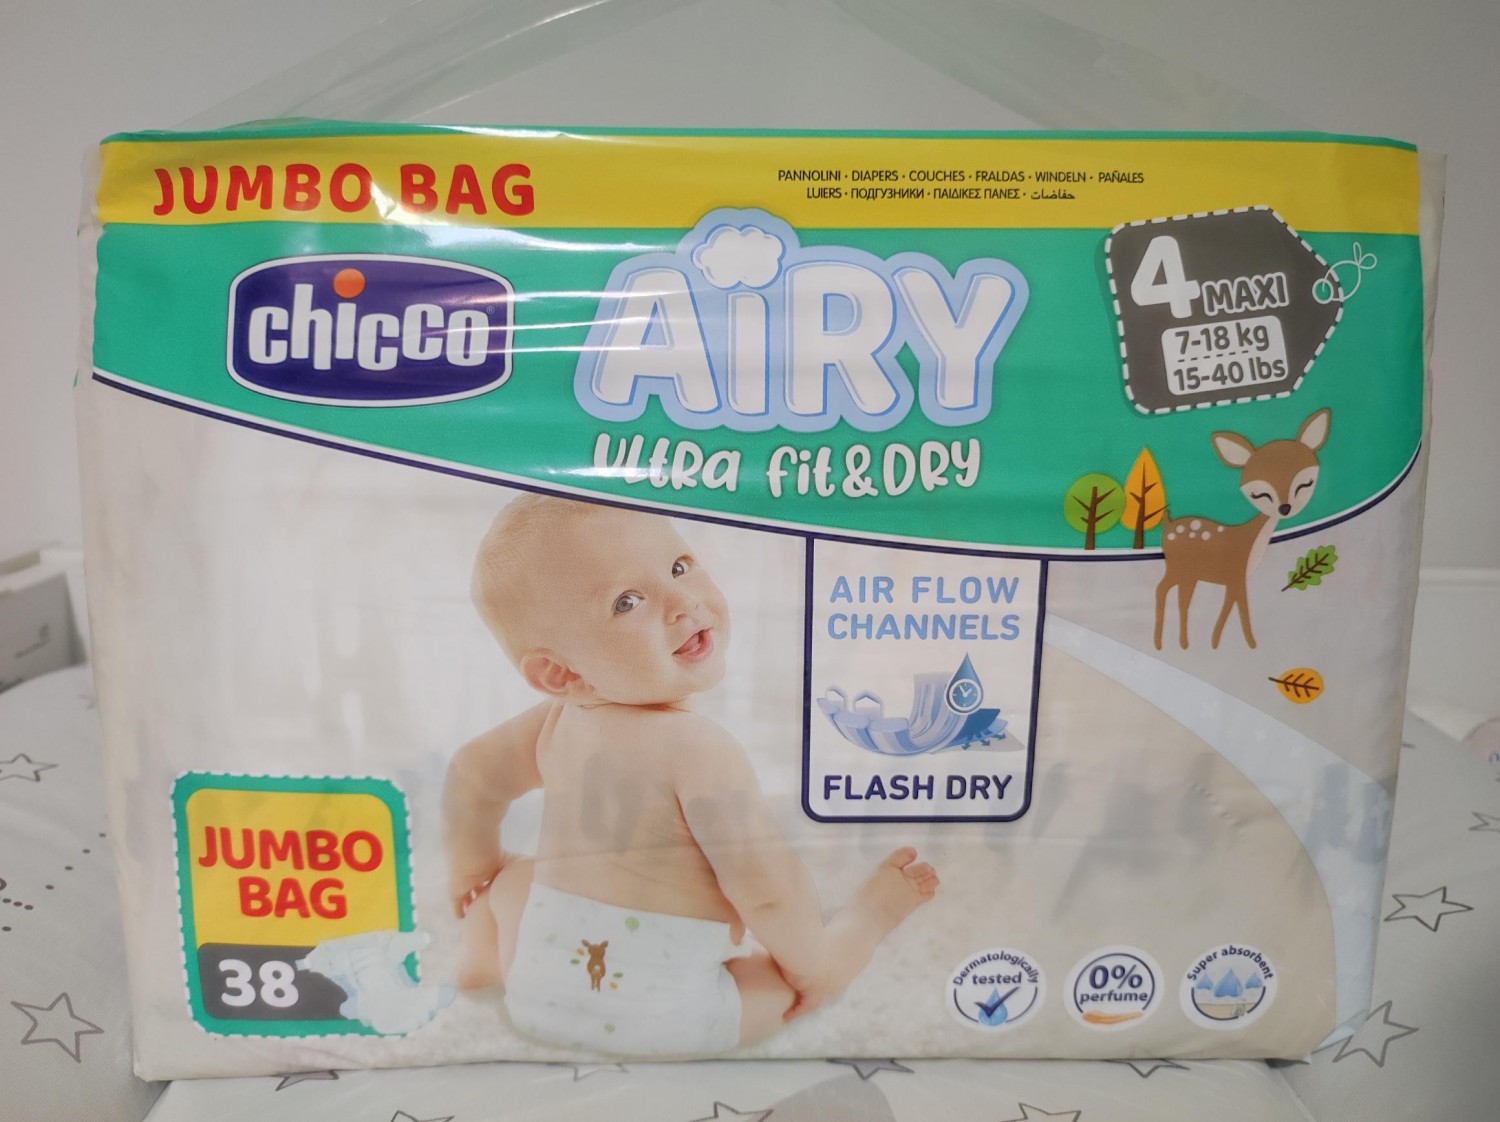 JUMBO BAG
PANNOLINI · DIAPERS · COUCHES · FRALDAS · WINDELN · PAÑALES
LUIERS · ПОДГУЗНИКИ · ΠΑΙΔΙΚΕΣ ΠΑΝΕΣ · حفاضات
chicco®
AiRY
ULtRa fit&DRY
4 MAXI
7-18 kg
15-40 lbs
AIR FLOW
CHANNELS
FLASH DRY
JUMBO
BAG
38
Dermatologically
tested
0%
perfume
Super absorbent